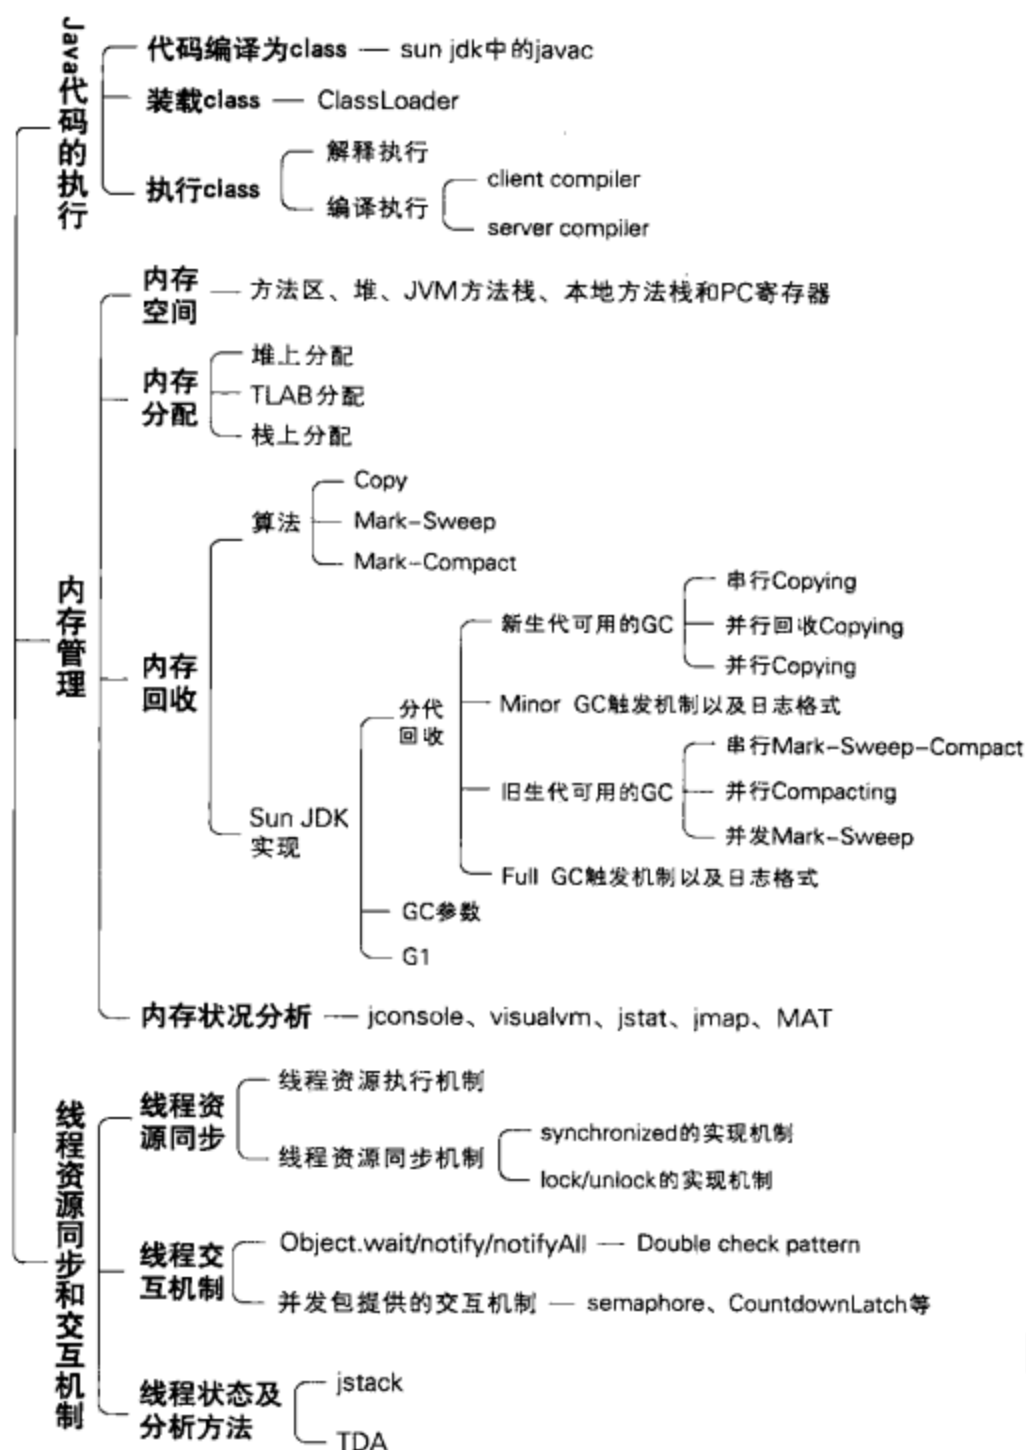 Java代码的执行
代码编译为class — sun jdk中的javac
装载class — ClassLoader
执行class
解释执行
编译执行
client compiler
server compiler
内存管理
内存
空间
方法区、堆、JVM方法栈、本地方法栈和PC寄存器
内存
分配
堆上分配
TLAB分配
栈上分配
内存
回收
算法
Copy
Mark-Sweep
Mark-Compact
Sun JDK
实现
分代
回收
新生代可用的GC
串行Copying
并行回收Copying
并行Copying
Minor GC触发机制以及日志格式
旧生代可用的GC
串行Mark-Sweep-Compact
并行Compacting
并发Mark-Sweep
Full GC触发机制以及日志格式
GC参数
G1
内存状况分析 — jconsole、visualvm、jstat、jmap、MAT
线程资源同步和交互机制
线程资
源同步
线程资源执行机制
线程资源同步机制
synchronized的实现机制
lock/unlock的实现机制
线程交
互机制
Object.wait/notify/notifyAll — Double check pattern
并发包提供的交互机制 — semaphore、CountdownLatch等
线程状态及
分析方法
jstack
TDA